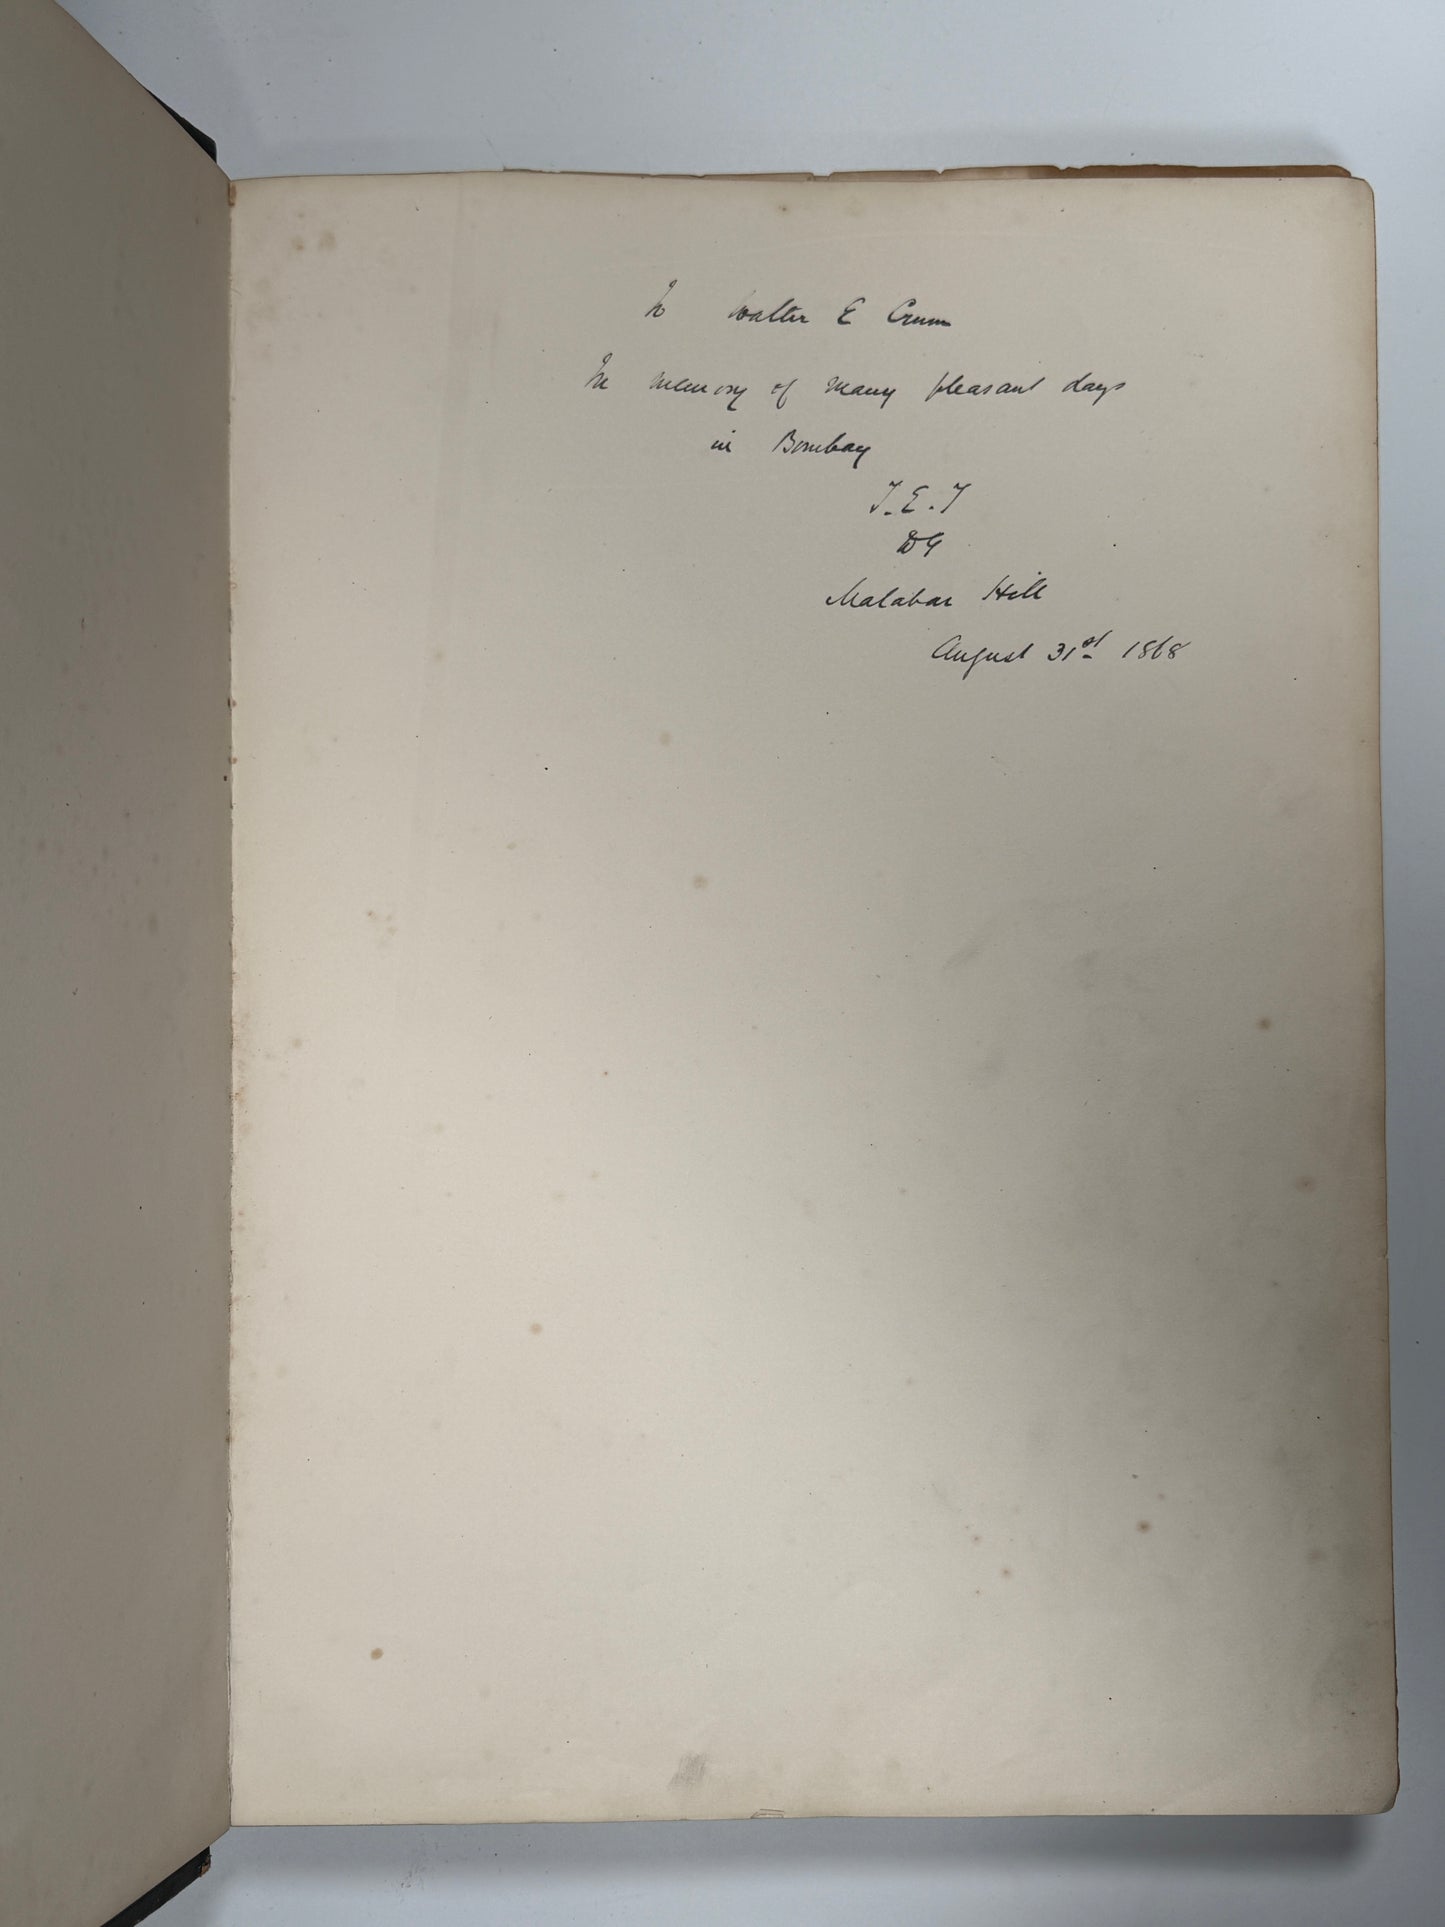 To Walter E Crum
In memory of many pleasant days
in Bombay
T. E. T
DG
Malabar Hill
August 31st 1868